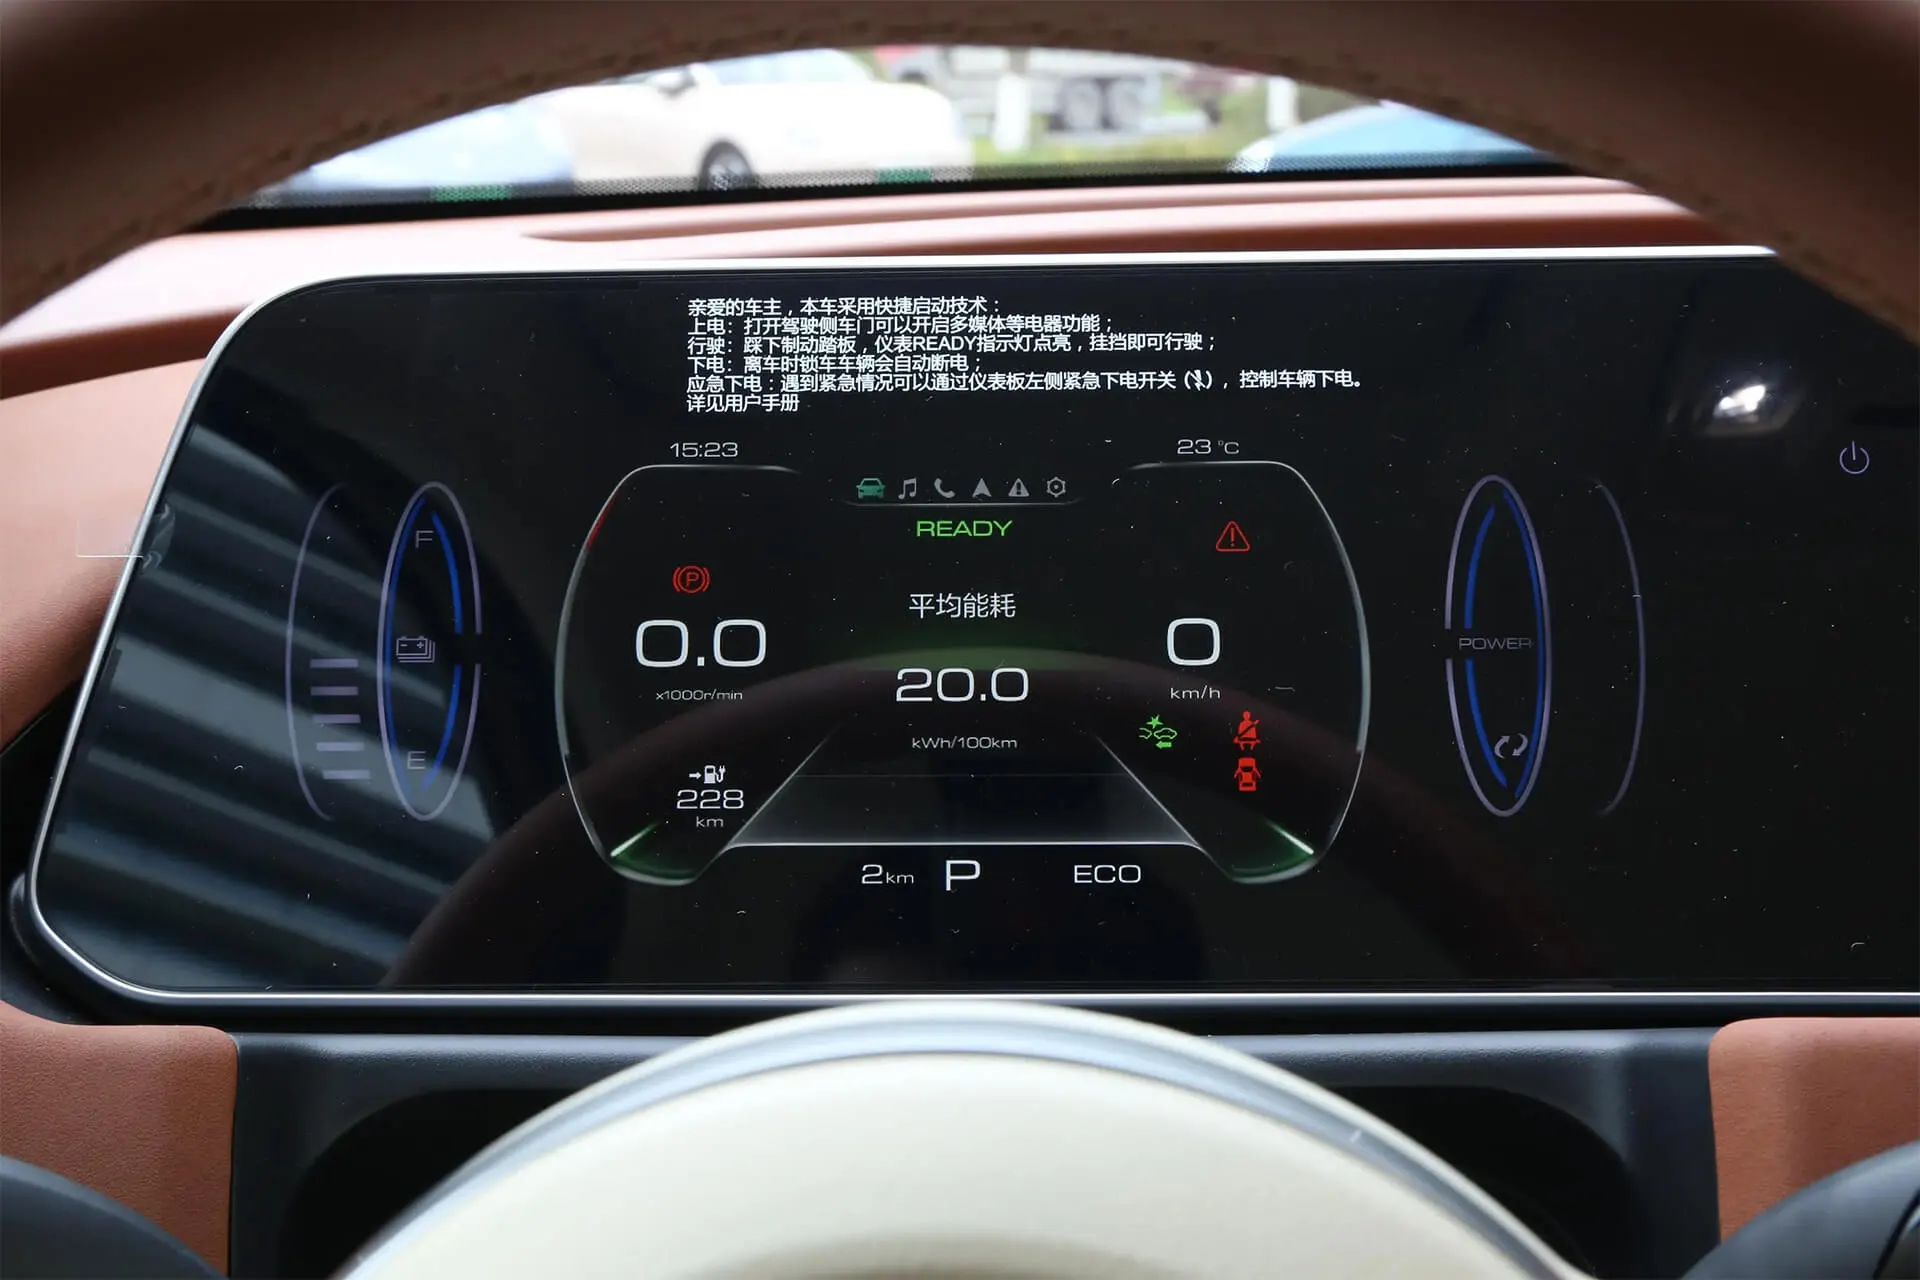 亲爱的车主，本车采用快捷启动技术：
上电：打开驾驶侧车门可以开启多媒体等电器功能；
行驶：踩下制动踏板，仪表READY指示灯点亮，挂挡即可行驶；
下电：离车时锁车车辆会自动断电；
应急下电：遇到紧急情况可以通过仪表板左侧紧急下电开关（），控制车辆下电。
详见用户手册
15:23
23 °C
READY
F
P
平均能耗
0.0
0
POWER
x1000r/min
20.0
km/h
kWh/100km
E
228
km
2km P ECO